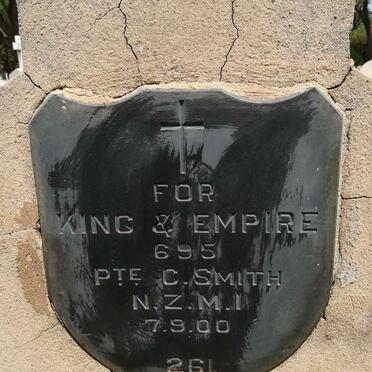 FOR
KING & EMPIRE
695
PTE C. SMITH
N.Z.M.I
7.9.00
261